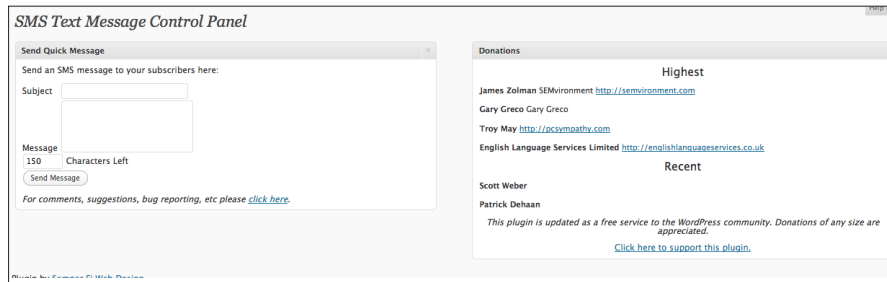 Help
SMS Text Message Control Panel
Send Quick Message
Send an SMS message to your subscribers here:
Subject
Message
150 Characters Left
Send Message
For comments, suggestions, bug reporting, etc please click here.
Donations
Highest
James Zolman SEMvironment http://semvironment.com
Gary Greco Gary Greco
Troy May http://pcsympathy.com
English Language Services Limited http://englishlanguageservices.co.uk
Recent
Scott Weber
Patrick Dehaan
This plugin is updated as a free service to the WordPress community. Donations of any size are
appreciated.
Click here to support this plugin.
Plugin by Semper Fi Web Design